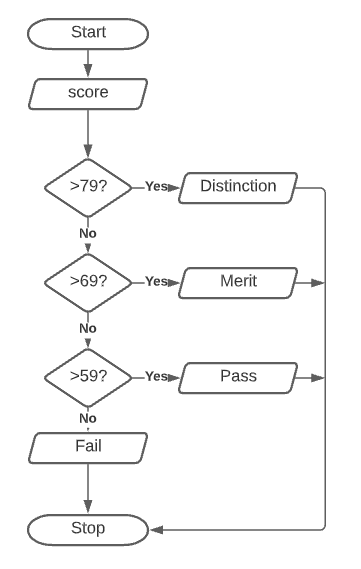 Start
score
>79?
Yes
Distinction
No
>69?
Yes
Merit
No
>59?
Yes
Pass
No
Fail
Stop